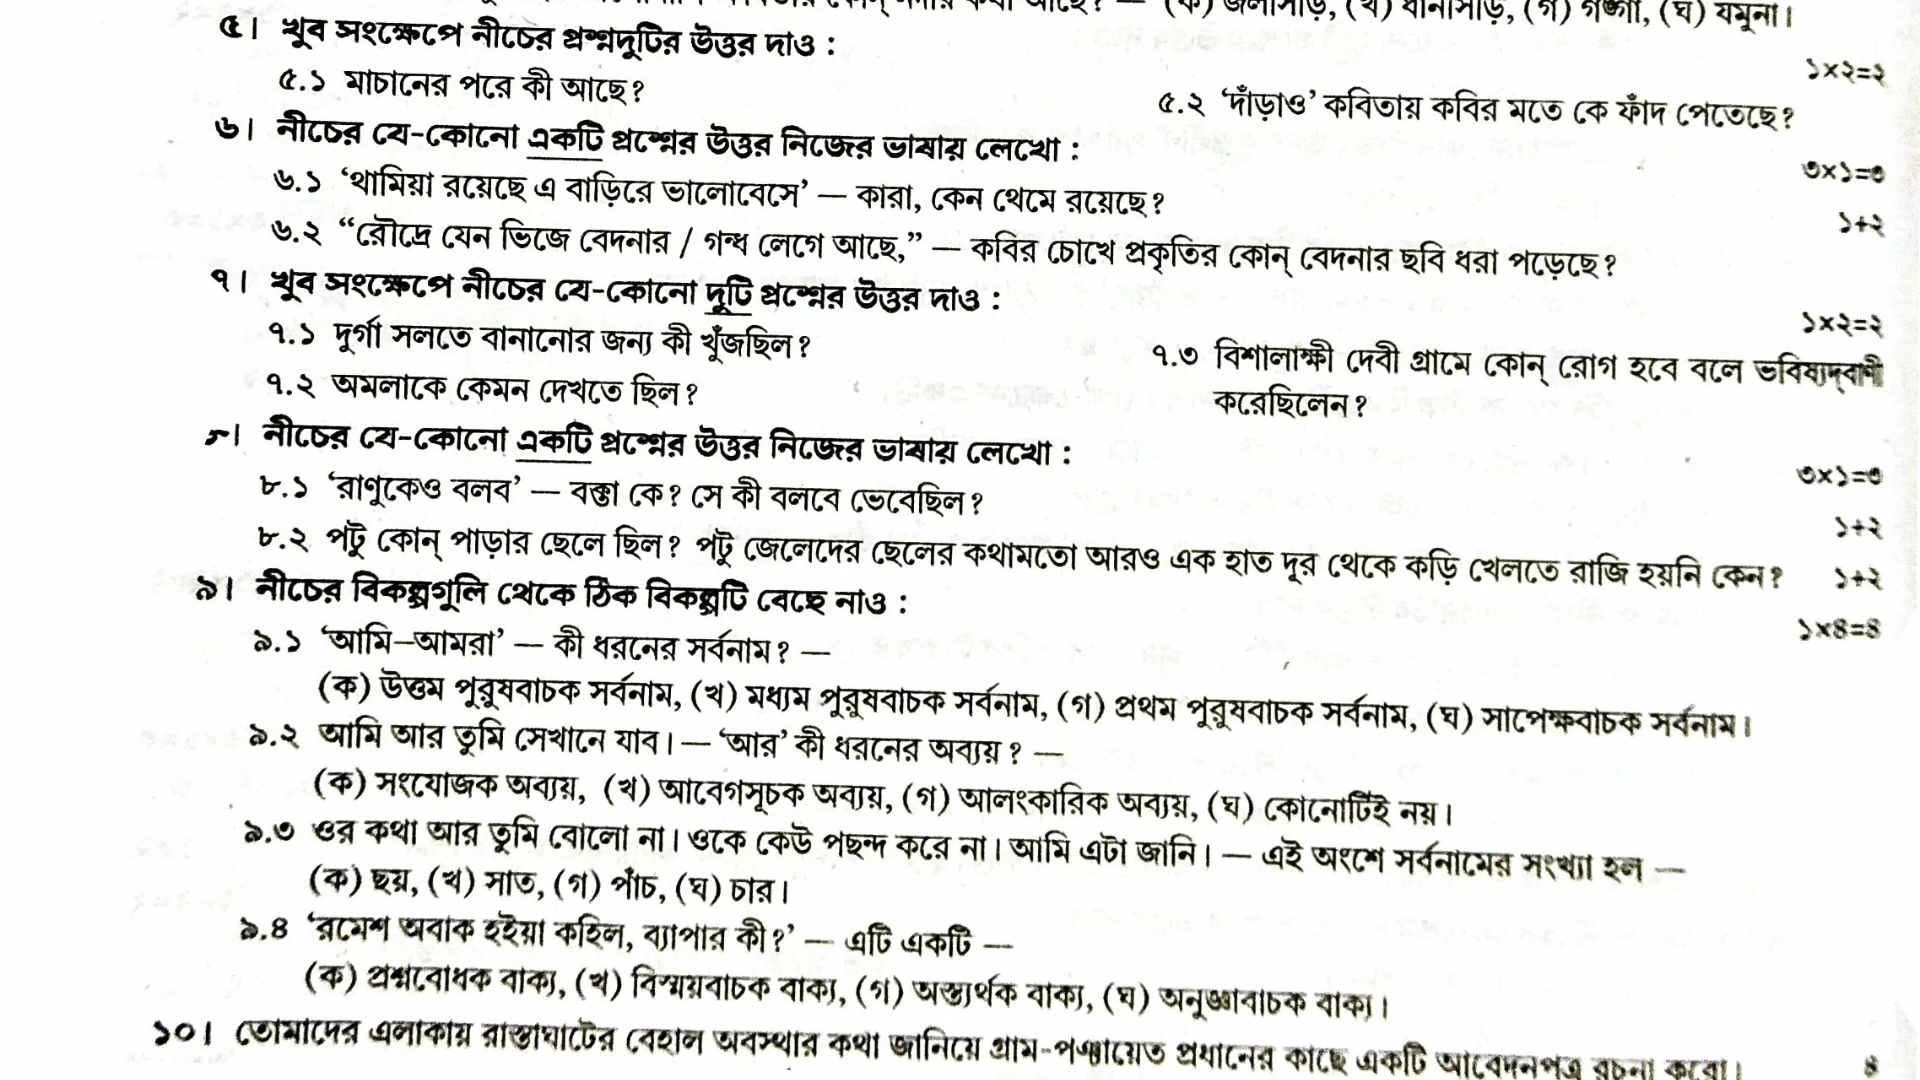 (ক) জলসিঁড়ি, (খ) ধানসিঁড়ি, (গ) গঙ্গা, (ঘ) যমুনা।
৫। খুব সংক্ষেপে নীচের প্রশ্নদুটির উত্তর দাও : ১×২=২
৫.১ মাচানের পরে কী আছে? ৫.২ ‘দাঁড়াও’ কবিতায় কবির মতে কে ফাঁদ পেতেছে?
৬। নীচের যে-কোনো একটি প্রশ্নের উত্তর নিজের ভাষায় লেখো : ৩×১=৩
৬.১ ‘থামিয়া রয়েছে এ বাড়িরে ভালোবেসে’ — কারা, কেন থেমে রয়েছে? ১+২
৬.২ “রৌদ্রে যেন ভিজে বেদনার / গন্ধ লেগে আছে,” — কবির চোখে প্রকৃতির কোন্ বেদনার ছবি ধরা পড়েছে?
৭। খুব সংক্ষেপে নীচের যে-কোনো দুটি প্রশ্নের উত্তর দাও : ১×২=২
৭.১ দুর্গা সলতে বানানোর জন্য কী খুঁজছিল? ৭.৩ বিশালাক্ষী দেবী গ্রামে কোন্ রোগ হবে বলে ভবিষ্যদ্‌বাণী
৭.২ অমলাকে কেমন দেখতে ছিল? করেছিলেন?
৮। নীচের যে-কোনো একটি প্রশ্নের উত্তর নিজের ভাষায় লেখো : ৩×১=৩
৮.১ ‘রাণুকেও বলব’ — বক্তা কে? সে কী বলবে ভেবেছিল? ১+২
৮.২ পটু কোন্ পাড়ার ছেলে ছিল? পটু জেলেদের ছেলের কথামতো আরও এক হাত দূর থেকে কড়ি খেলতে রাজি হয়নি কেন? ১+২
৯। নীচের বিকল্পগুলি থেকে ঠিক বিকল্পটি বেছে নাও : ১×৪=৪
৯.১ ‘আমি–আমরা’ — কী ধরনের সর্বনাম? —
(ক) উত্তম পুরুষবাচক সর্বনাম, (খ) মধ্যম পুরুষবাচক সর্বনাম, (গ) প্রথম পুরুষবাচক সর্বনাম, (ঘ) সাপেক্ষবাচক সর্বনাম।
৯.২ আমি আর তুমি সেখানে যাব। — ‘আর’ কী ধরনের অব্যয়? —
(ক) সংযোজক অব্যয়, (খ) আবেগসূচক অব্যয়, (গ) আলংকারিক অব্যয়, (ঘ) কোনোটিই নয়।
৯.৩ ওর কথা আর তুমি বোলো না। ওকে কেউ পছন্দ করে না। আমি এটা জানি। — এই অংশে সর্বনামের সংখ্যা হল —
(ক) ছয়, (খ) সাত, (গ) পাঁচ, (ঘ) চার।
৯.৪ ‘রমেশ অবাক হইয়া কহিল, ব্যাপার কী?’ — এটি একটি —
(ক) প্রশ্নবোধক বাক্য, (খ) বিস্ময়বাচক বাক্য, (গ) অস্ত্যর্থক বাক্য, (ঘ) অনুজ্ঞাবাচক বাক্য।
১০। তোমাদের এলাকায় রাস্তাঘাটের বেহাল অবস্থার কথা জানিয়ে গ্রাম-পঞ্চায়েত প্রধানের কাছে একটি আবেদনপত্র রচনা করো। ৪